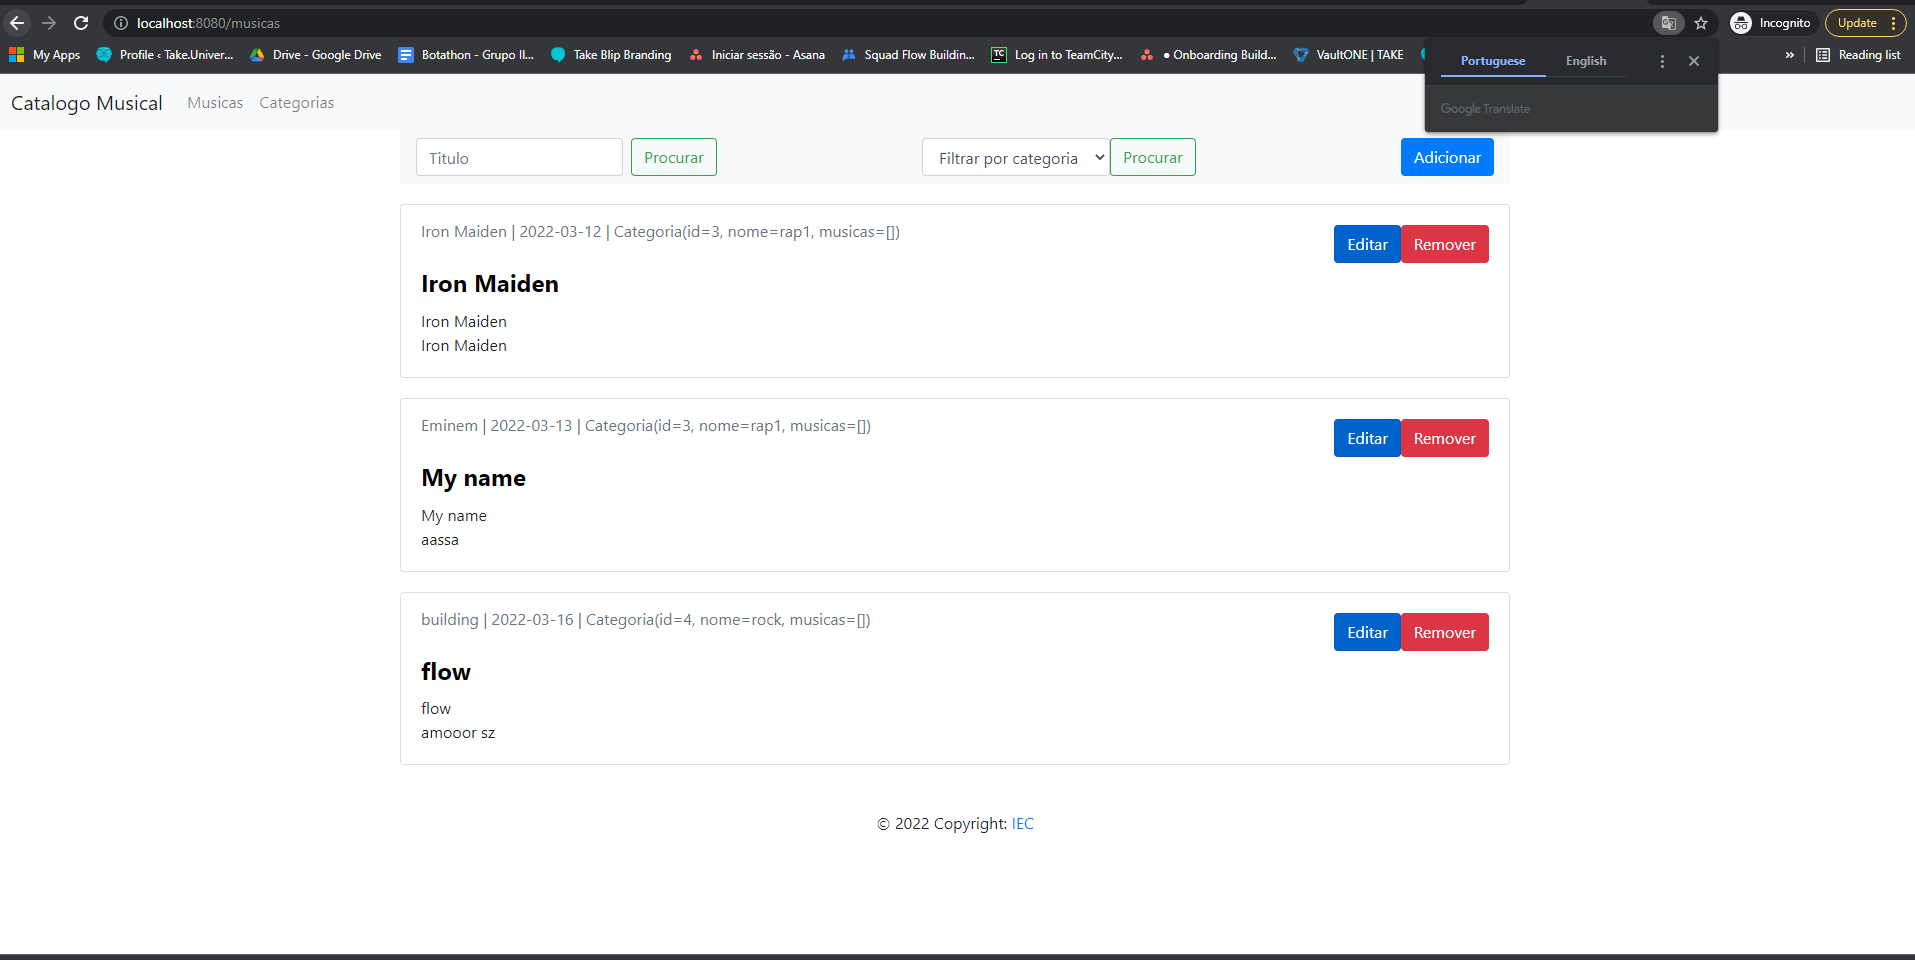 localhost:8080/musicas
Incognito
Update
My Apps
Profile ‹ Take.Univer...
Drive - Google Drive
Botathon - Grupo II...
Take Blip Branding
Iniciar sessão - Asana
Squad Flow Buildin...
TC
Log in to TeamCity...
● Onboarding Build...
VaultONE | TAKE
»
Reading list
Portuguese
English
Google Translate
Catalogo Musical
Musicas
Categorias
Titulo
Procurar
Filtrar por categoria
Procurar
Adicionar
Iron Maiden | 2022-03-12 | Categoria(id=3, nome=rap1, musicas=[])
Editar
Remover
Iron Maiden
Iron Maiden
Iron Maiden
Eminem | 2022-03-13 | Categoria(id=3, nome=rap1, musicas=[])
Editar
Remover
My name
My name
aassa
building | 2022-03-16 | Categoria(id=4, nome=rock, musicas=[])
Editar
Remover
flow
flow
amooor sz
© 2022 Copyright: IEC